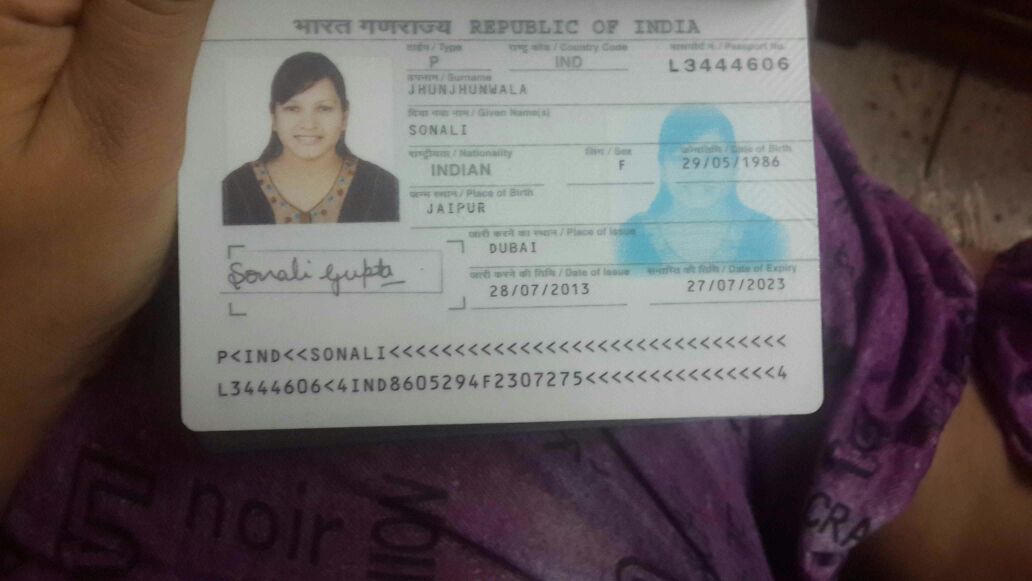 भारत गणराज्य REPUBLIC OF INDIA
टाईप / Type राष्ट्र कोड / Country Code पासपोर्ट नं. / Passport No.
P IND L3444606
उपनाम / Surname
JHUNJHUNWALA
दिया गया नाम / Given Name(s)
SONALI
राष्ट्रीयता / Nationality लिंग / Sex जन्मतिथि / Date of Birth
INDIAN F 29/05/1986
जन्म स्थान / Place of Birth
JAIPUR
जारी करने का स्थान / Place of Issue
DUBAI
Sonali Gupta
जारी करने की तिथि / Date of Issue समाप्ति की तिथि / Date of Expiry
28/07/2013 27/07/2023
P<IND<<SONALI<<<<<<<<<<<<<<<<<<<<<<<<<<<<<<<
L3444606<4IND8605294F2307275<<<<<<<<<<<<<<<4
noir
CRA